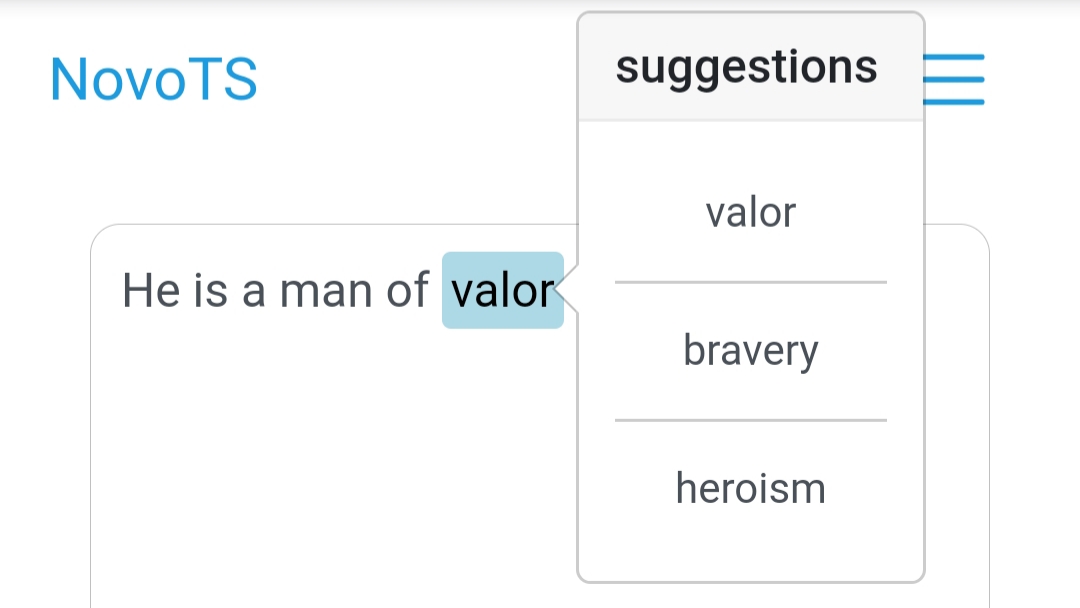 NovoTS
suggestions
He is a man of valor
valor
bravery
heroism